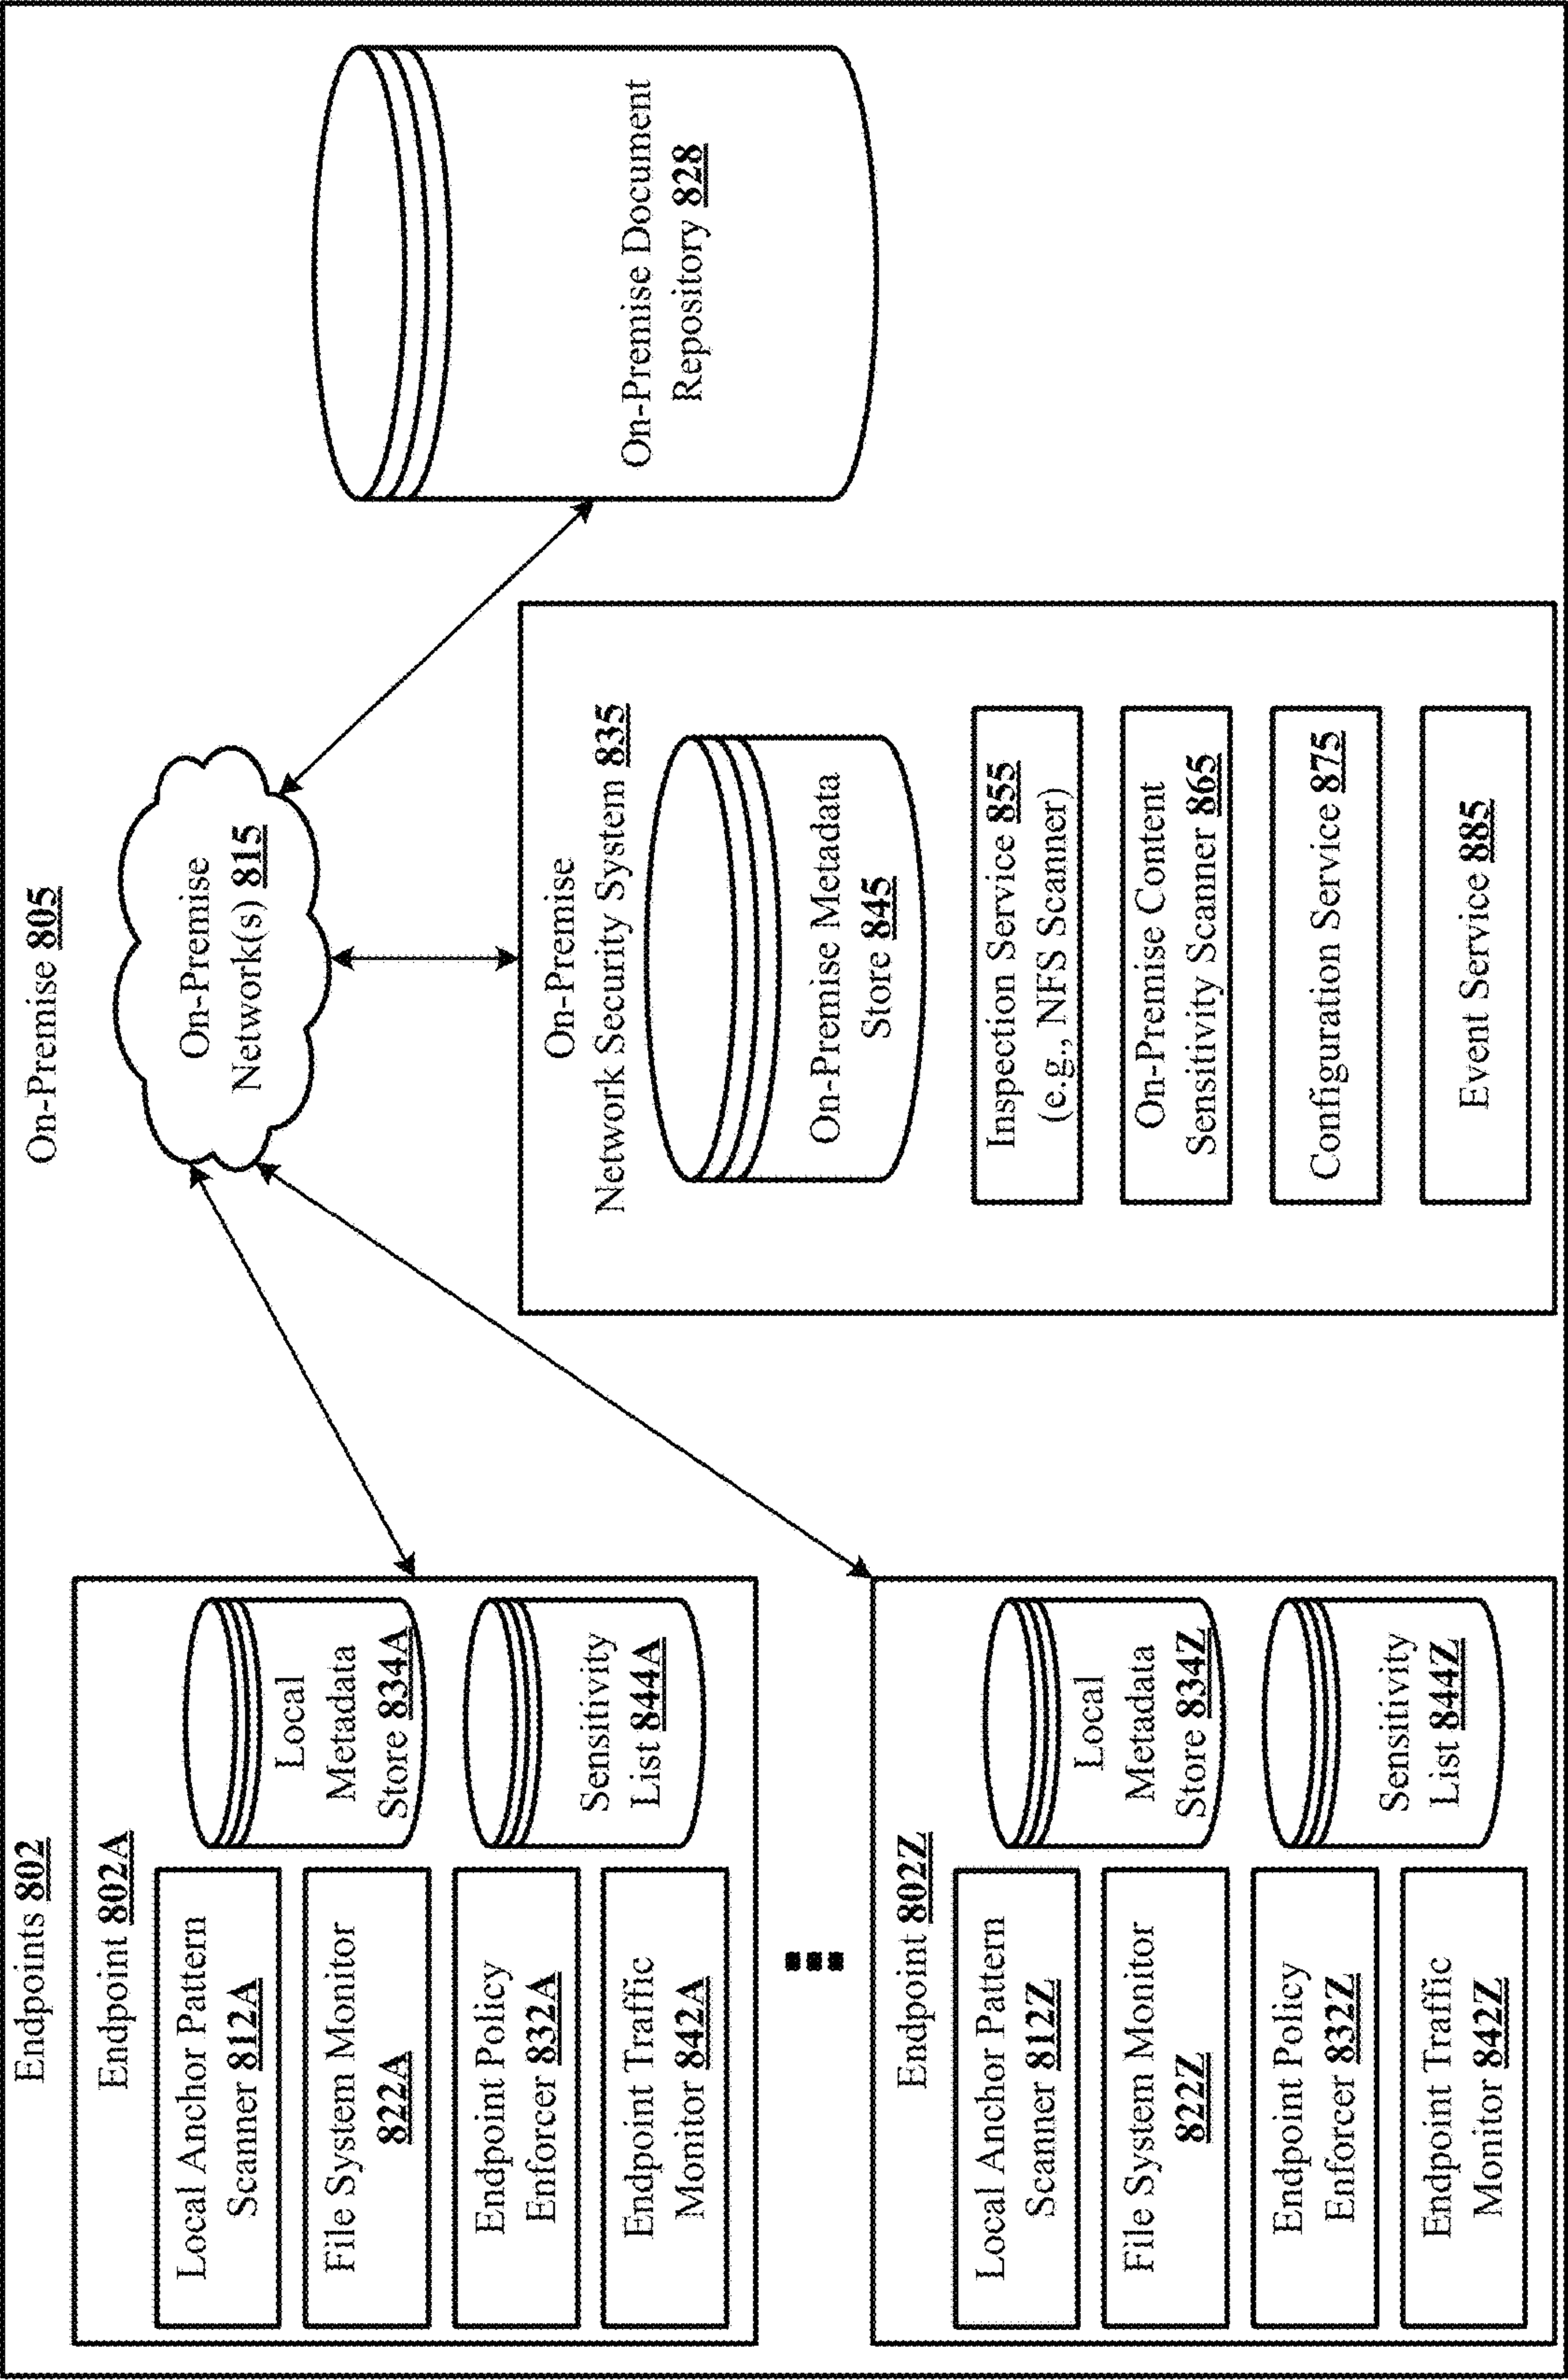 On-Premise 805
Endpoints 802
Endpoint 802A
Local Anchor Pattern
Scanner 812A
File System Monitor
822A
Endpoint Policy
Enforcer 832A
Endpoint Traffic
Monitor 842A
Local
Metadata
Store 834A
Sensitivity
List 844A
Endpoint 802Z
Local Anchor Pattern
Scanner 812Z
File System Monitor
822Z
Endpoint Policy
Enforcer 832Z
Endpoint Traffic
Monitor 842Z
Local
Metadata
Store 834Z
Sensitivity
List 844Z
On-Premise
Network(s) 815
On-Premise
Network Security System 835
On-Premise Metadata
Store 845
Inspection Service 855
(e.g., NFS Scanner)
On-Premise Content
Sensitivity Scanner 865
Configuration Service 875
Event Service 885
On-Premise Document
Repository 828